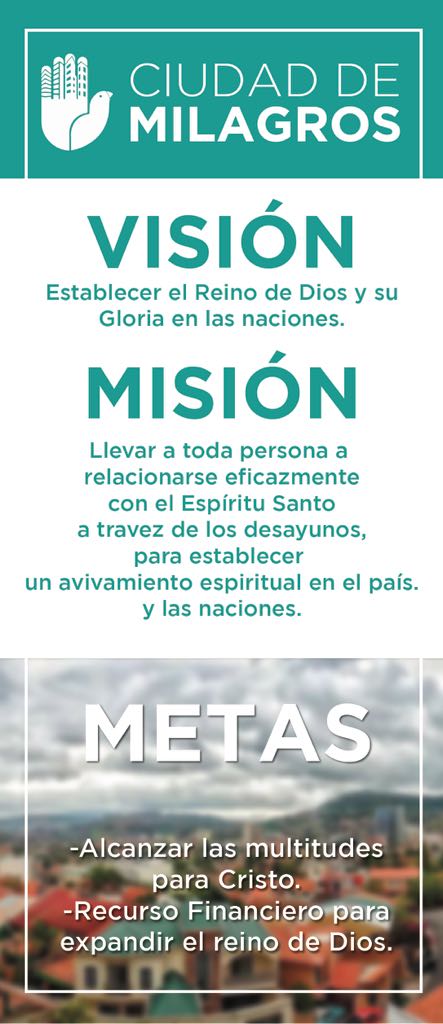 CIUDAD DE
MILAGROS
VISIÓN
Establecer el Reino de Dios y su
Gloria en las naciones.
MISIÓN
Llevar a toda persona a
relacionarse eficazmente
con el Espíritu Santo
a travez de los desayunos,
para establecer
un avivamiento espiritual en el país.
y las naciones.
METAS
-Alcanzar las multitudes
para Cristo.
-Recurso Financiero para
expandir el reino de Dios.